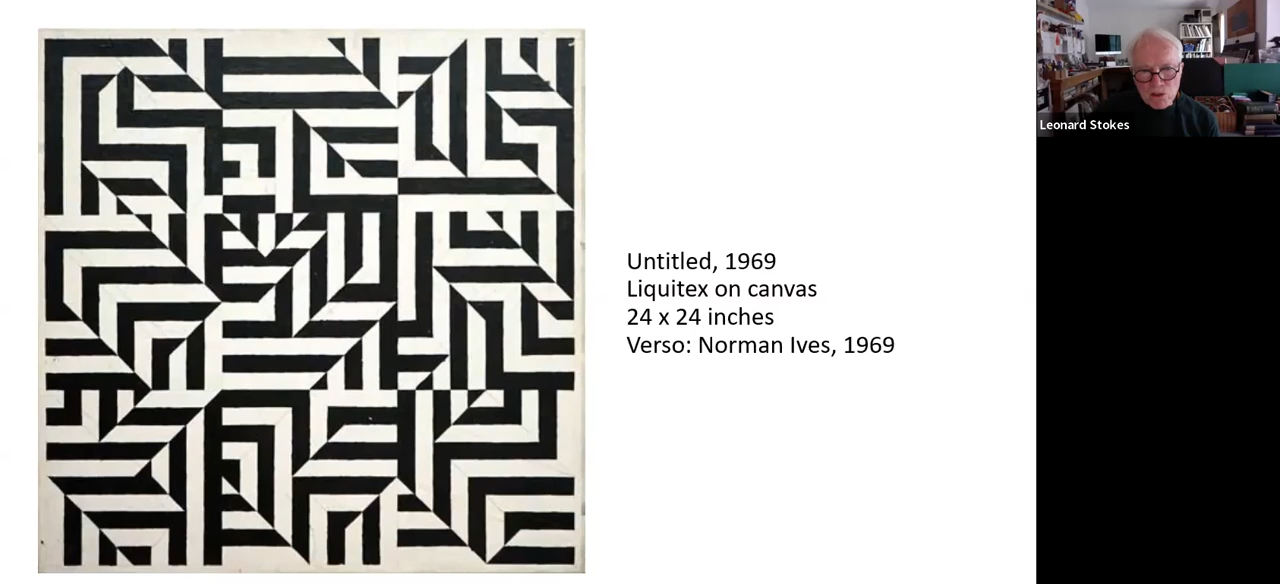 Untitled, 1969
Liquitex on canvas
24 x 24 inches
Verso: Norman Ives, 1969
Leonard Stokes